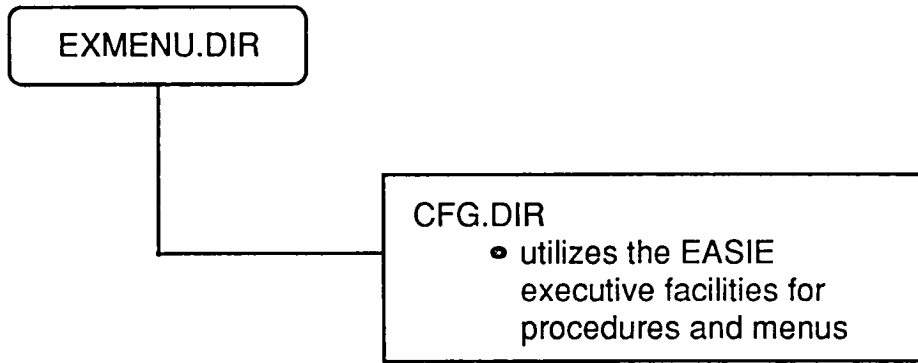 EXMENU.DIR
CFG.DIR
• utilizes the EASIE
executive facilities for
procedures and menus